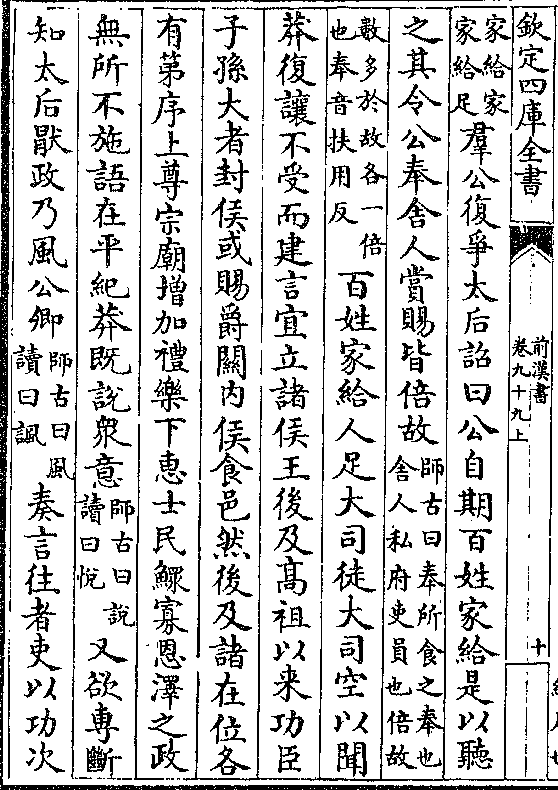 欽定四庫全書
前漢書
卷九十九上
十
家給家
家給足
羣公復爭太后詔曰公自期百姓家給是以聽
之其令公奉舍人賞賜皆倍故
師古曰奉所食之奉也
舍人私府吏員也倍故
數多於故各一倍
也奉音扶用反
百姓家給人足大司徒大司空以聞
莽復讓不受而建言宜立諸侯王後及髙祖以来功臣
子孫大者封侯或賜爵關内侯食邑然後及諸在位各
有第序上尊宗廟增加禮樂下惠士民鰥寡恩澤之政
無所不施語在平紀莽既說衆意
師古曰說
讀曰悅
又欲專斷
知太后厭政乃風公卿
師古曰風
讀曰諷
奏言往者吏以功次